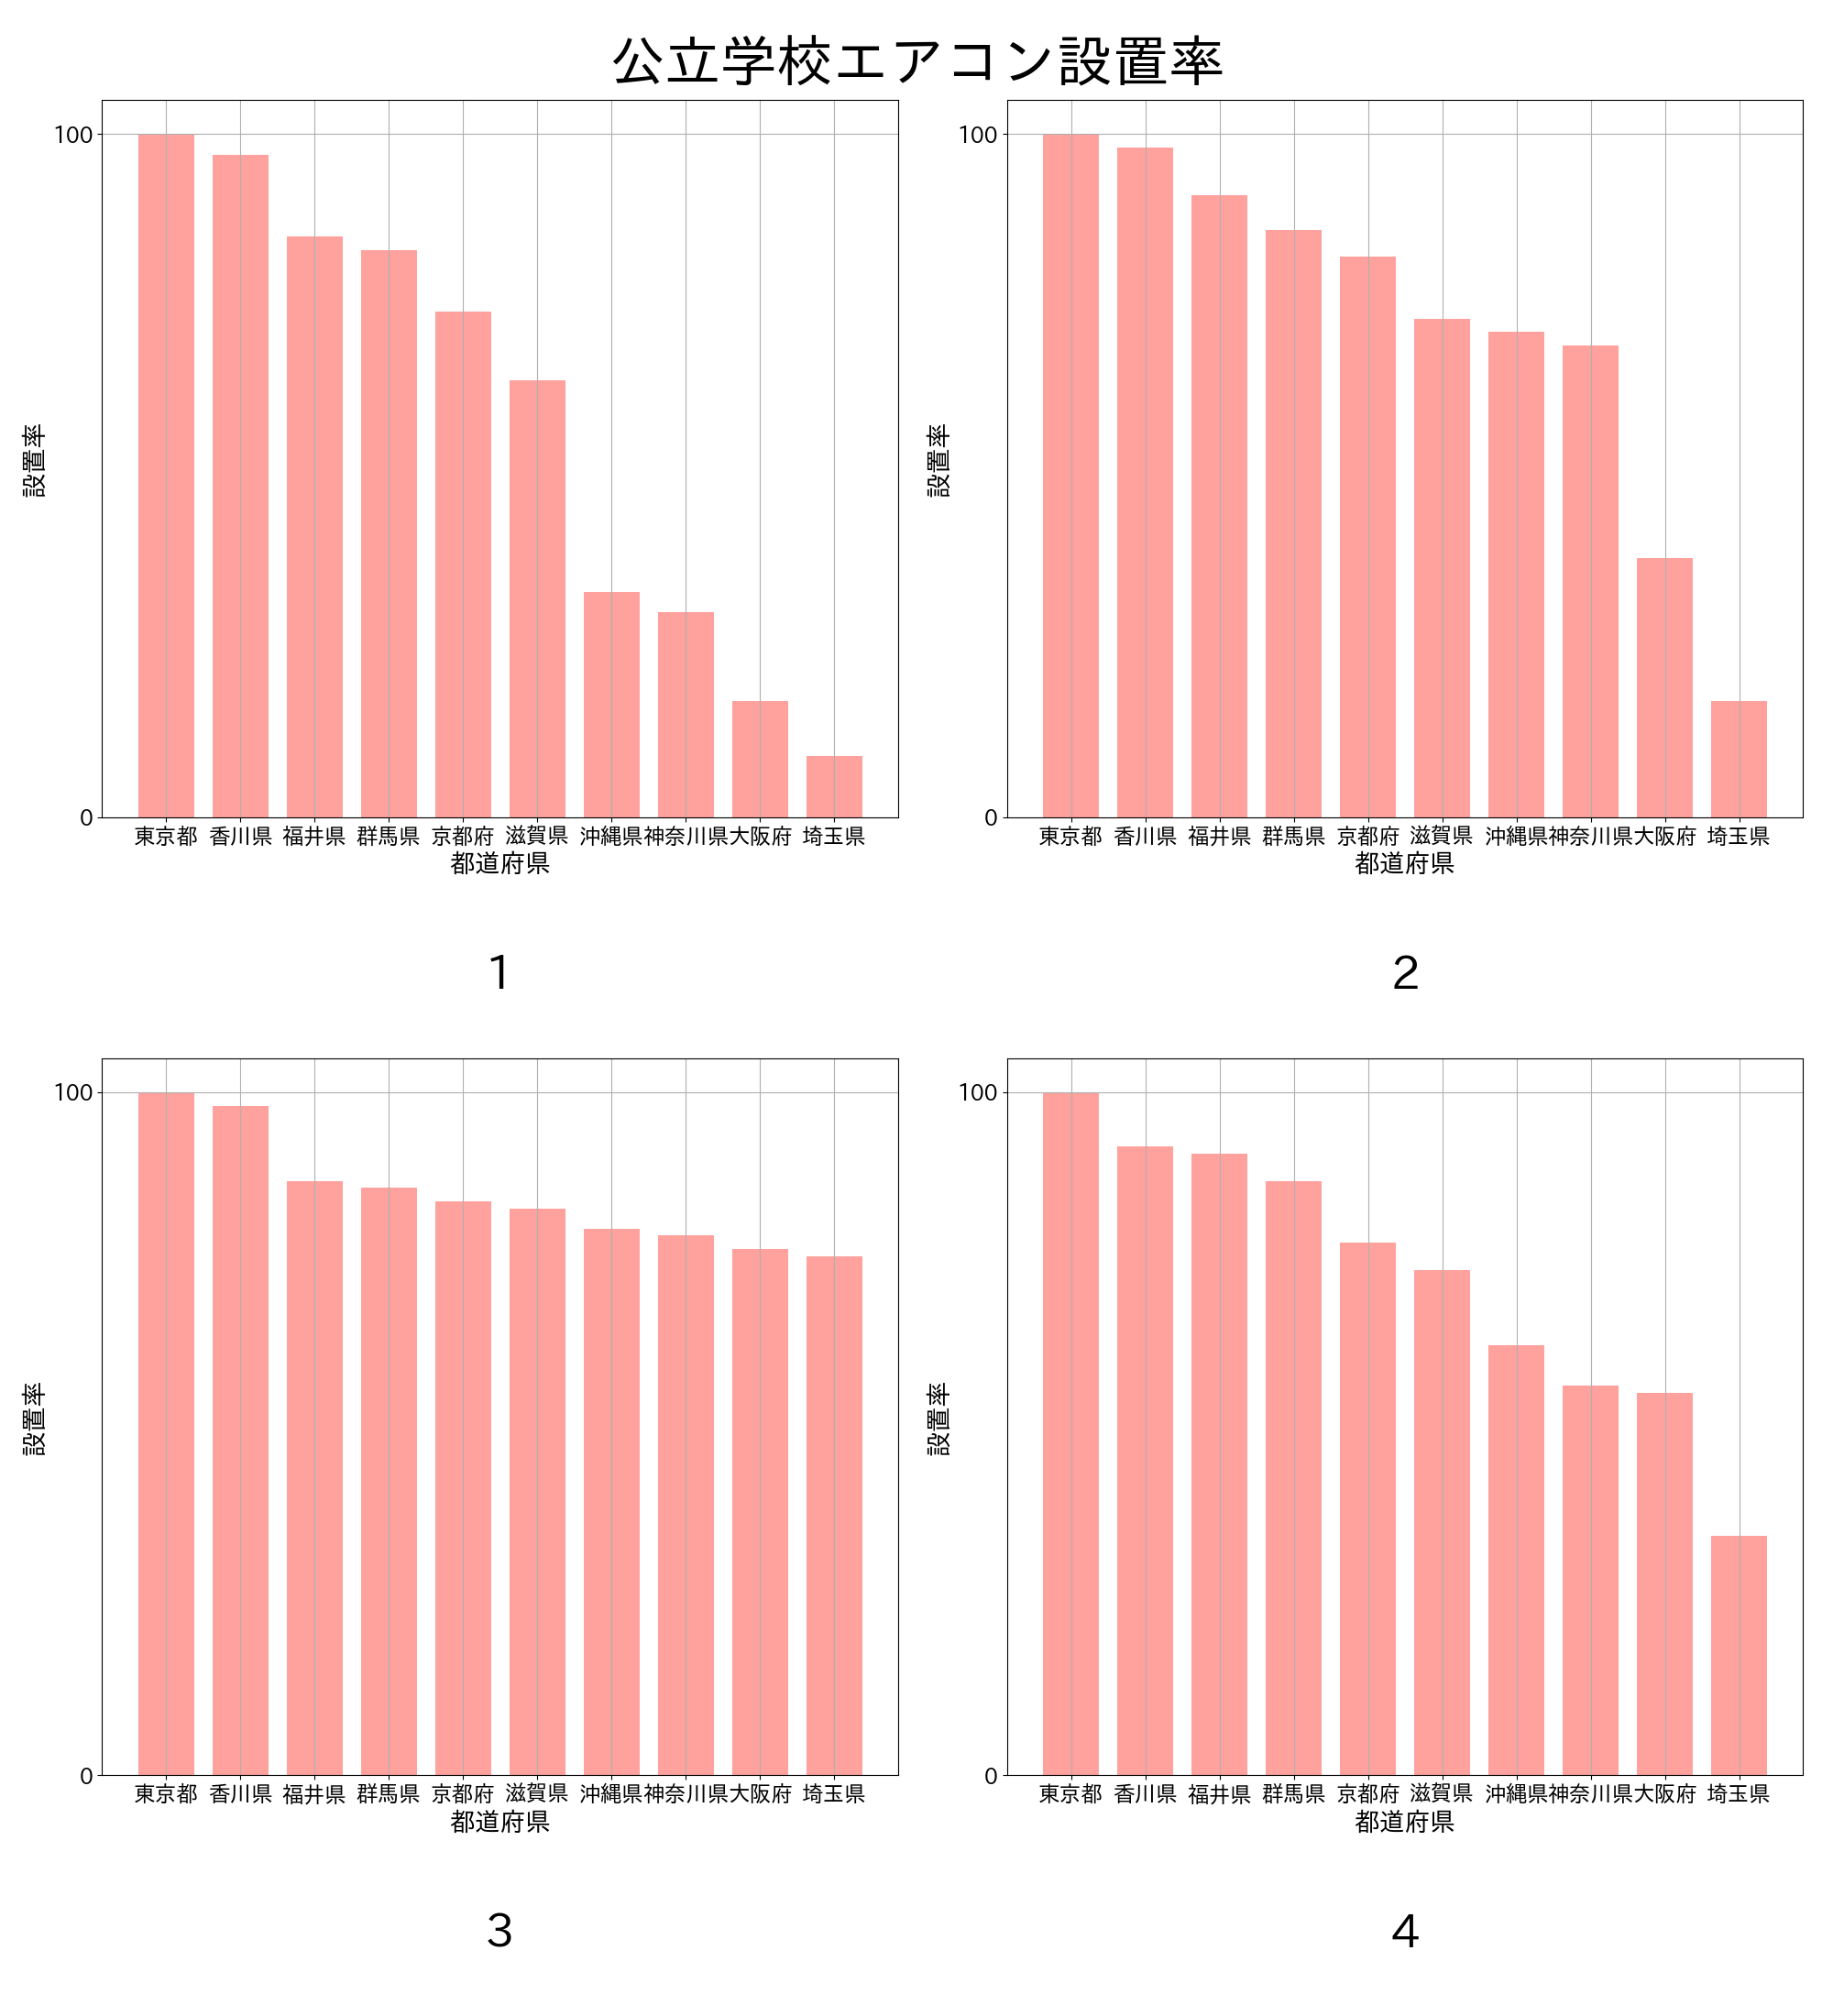 公立学校エアコン設置率
100
0
設置率
東京都 香川県 福井県 群馬県 京都府 滋賀県 沖縄県 神奈川県 大阪府 埼玉県
都道府県
1
100
0
設置率
東京都 香川県 福井県 群馬県 京都府 滋賀県 沖縄県 神奈川県 大阪府 埼玉県
都道府県
2
100
0
設置率
東京都 香川県 福井県 群馬県 京都府 滋賀県 沖縄県 神奈川県 大阪府 埼玉県
都道府県
3
100
0
設置率
東京都 香川県 福井県 群馬県 京都府 滋賀県 沖縄県 神奈川県 大阪府 埼玉県
都道府県
4